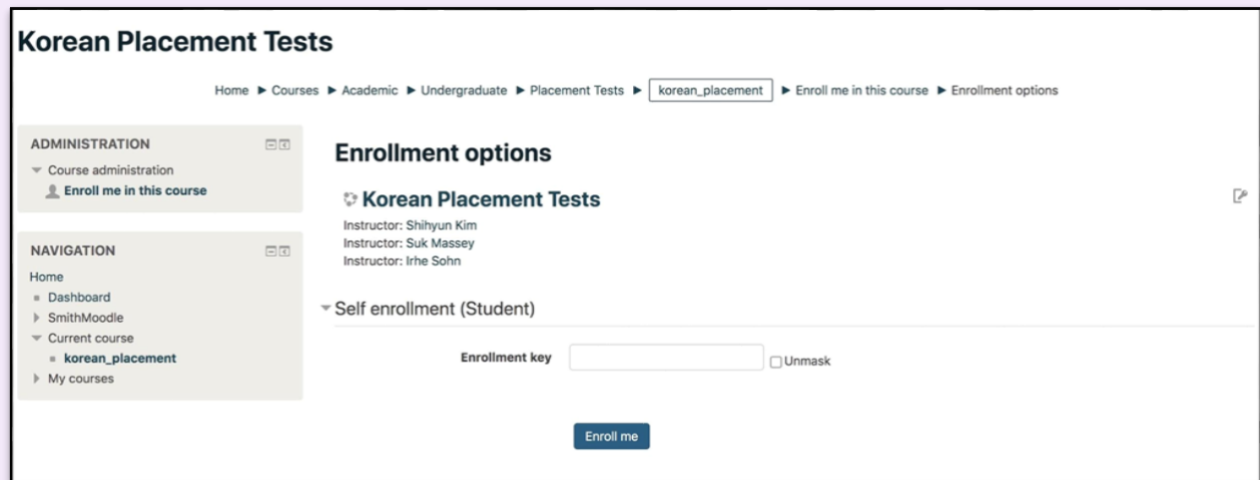 Korean Placement Tests
Home ▶ Courses ▶ Academic ▶ Undergraduate ▶ Placement Tests ▶ korean_placement ▶ Enroll me in this course ▶ Enrollment options
ADMINISTRATION
Course administration
Enroll me in this course
NAVIGATION
Home
Dashboard
SmithMoodle
Current course
korean_placement
My courses
Enrollment options
Korean Placement Tests
Instructor: Shihyun Kim
Instructor: Suk Massey
Instructor: Irhe Sohn
Self enrollment (Student)
Enrollment key
Unmask
Enroll me